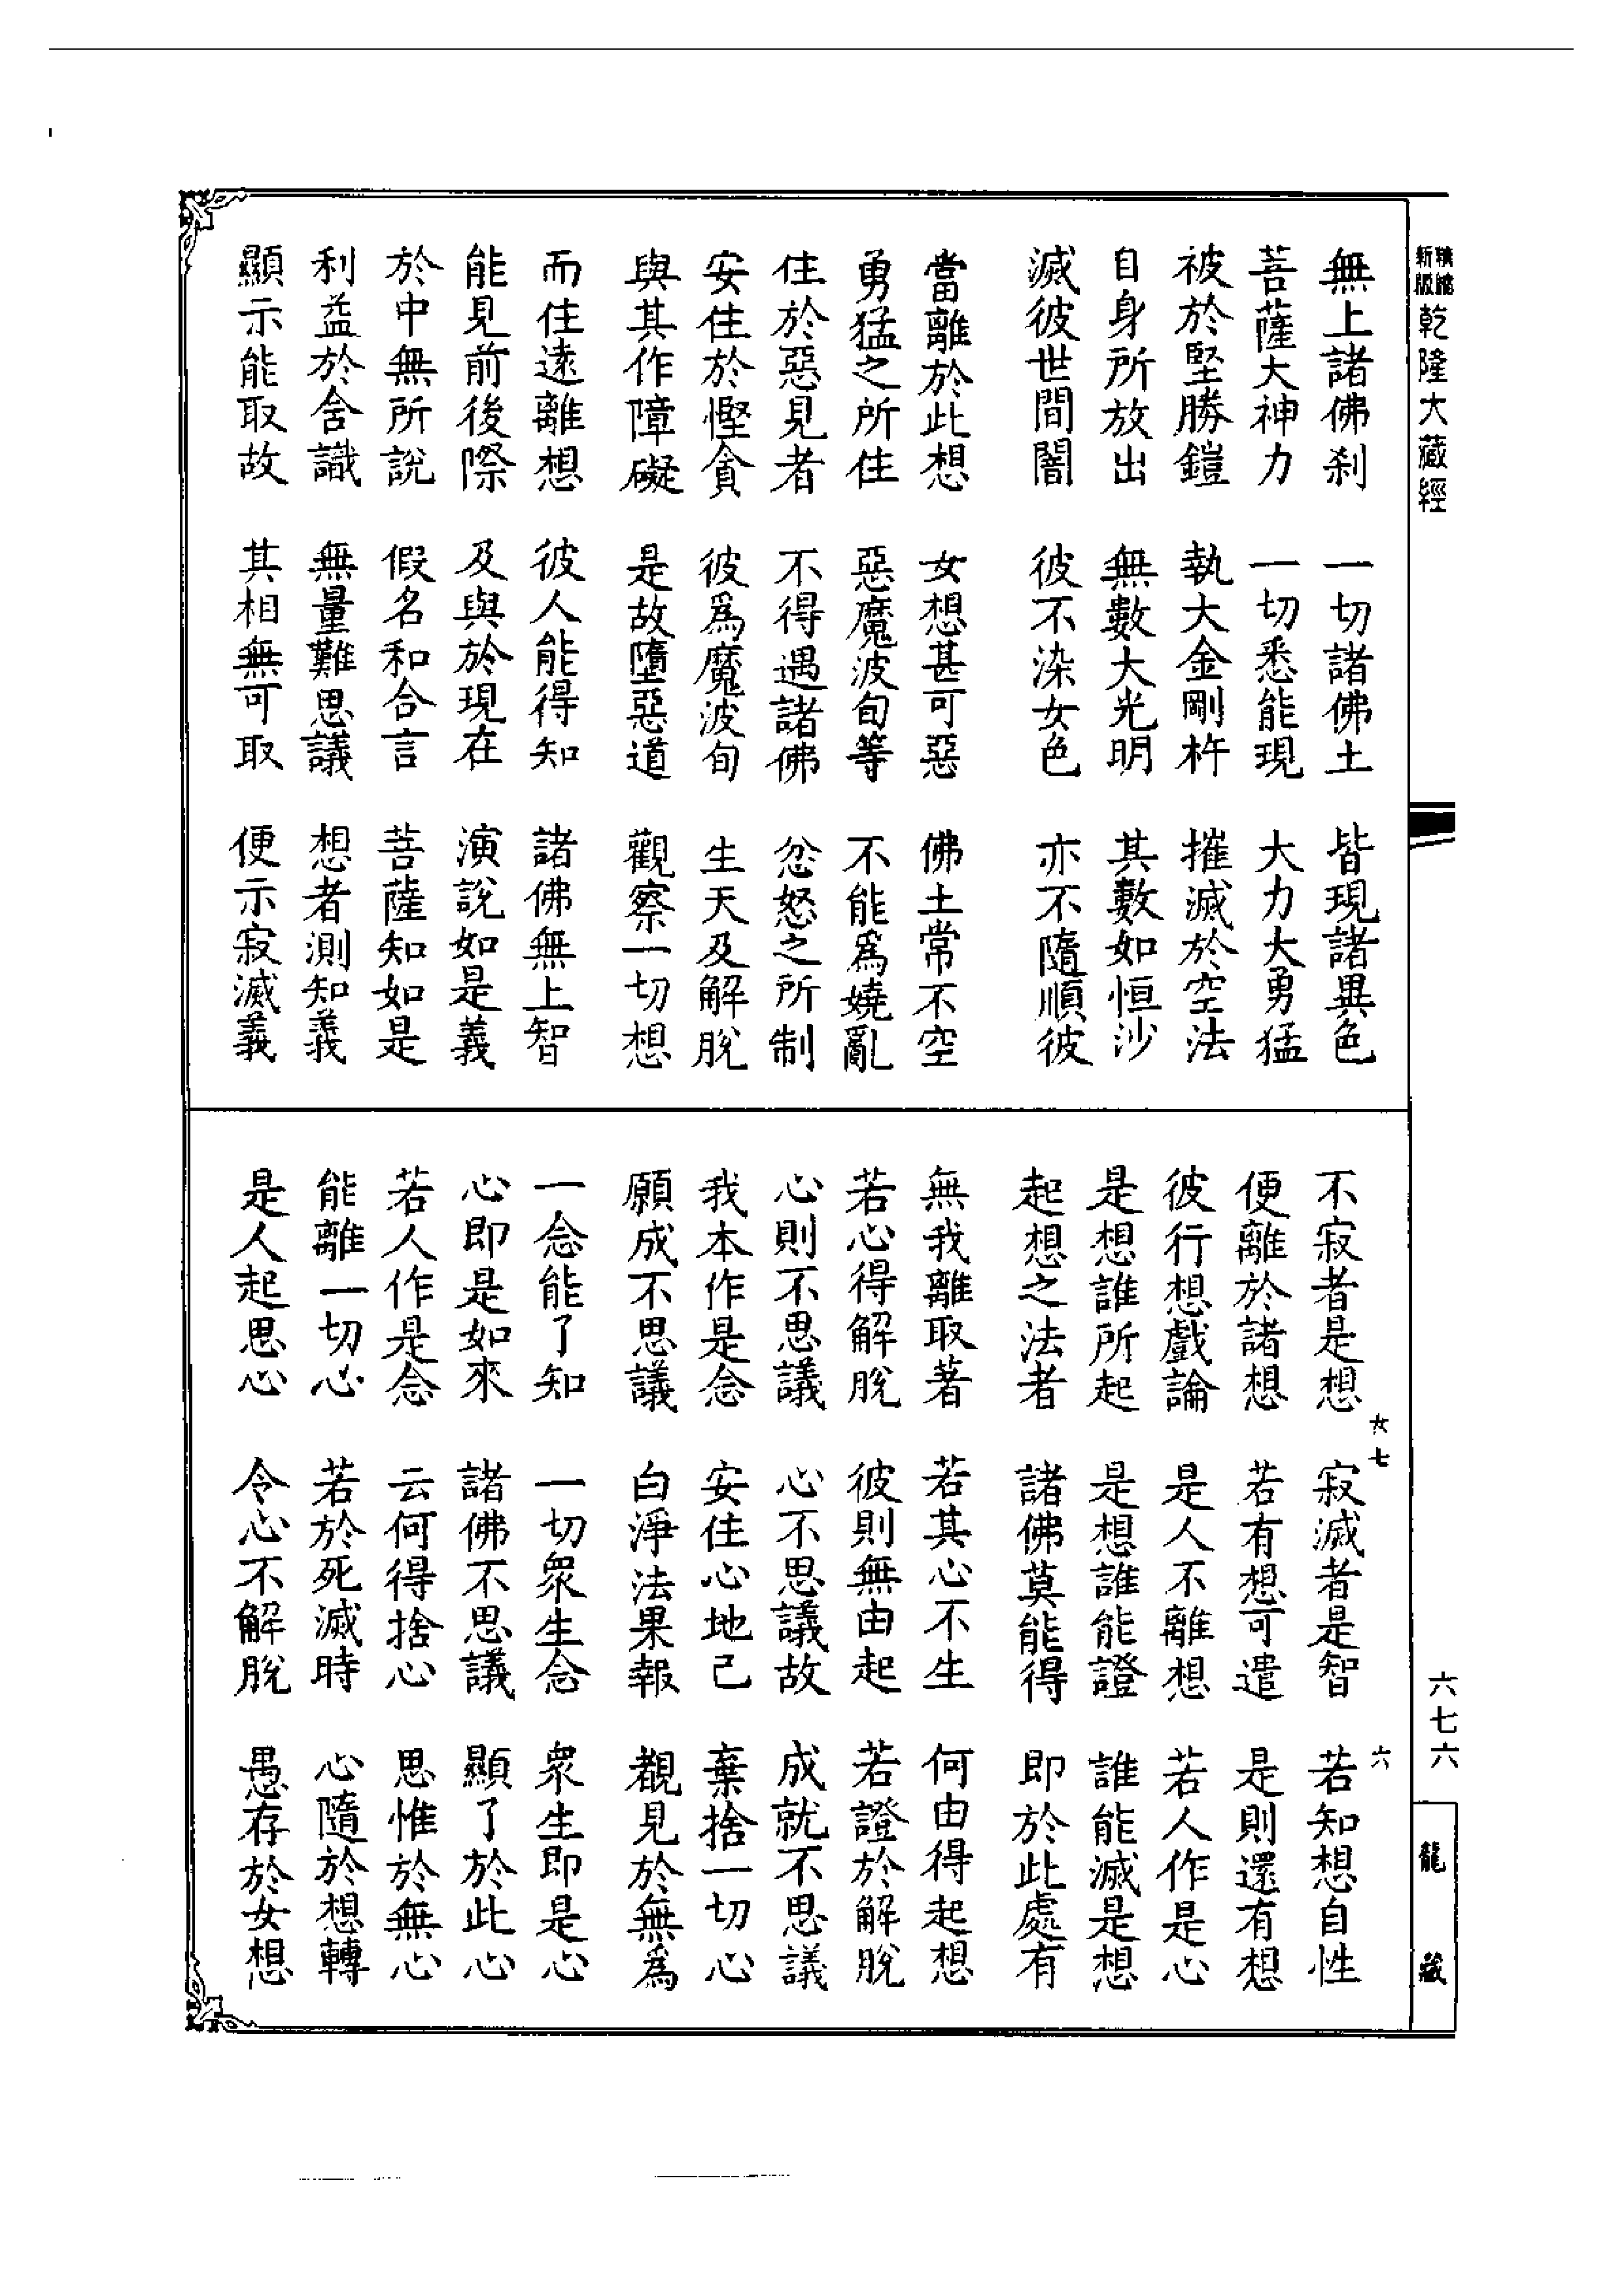 乾隆大藏經
無上諸佛刹　一切諸佛土　皆現諸異色
菩薩大神力　一切悉能現　大力大勇猛
被於堅勝鎧　執大金剛杵　摧滅於空法
自身所放出　無數大光明　其數如恒沙
滅彼世間闇　彼不染女色　亦不隨順彼
當離於此想　女想甚可惡　佛土常不空
勇猛之所住　惡魔波旬等　不能爲嬈亂
住於惡見者　不得遇諸佛　忿怒之所制
安住於慳貪　彼爲魔波旬　生天及解脫
與其作障礙　是故墮惡道　觀察一切想
而住遠離想　彼人能得知　諸佛無上智
能見前後際　及與於現在　演說如是義
於中無所說　假名和合言　菩薩知如是
利益於含識　無量難思議　想者測知義
顯示能取故　其相無可取　便示寂滅義
不寂者是想　寂滅者是智　若知想自性
便離於諸想　若有想可遣　是則還有想
彼行想戲論　是人不離想　若人作是心
是想誰所起　是想誰能證　誰能滅是想
起想之法者　諸佛莫能得　即於此處有
無我離取著　若其心不生　何由得起想
若心得解脫　彼則無由起　若證於解脫
心則不思議　心不思議故　成就不思議
我本作是念　安住心地已　棄捨一切心
願成不思議　白淨法果報　覩見於無爲
一念能了知　一切衆生念　衆生即是心
心即是如來　諸佛不思議　顯了於此心
若人作是念　云何得捨心　思惟於無心
能離一切心　若於死滅時　心隨於想轉
是人起思心　令心不解脫　愚存於女想
七　六
六七六
龍藏